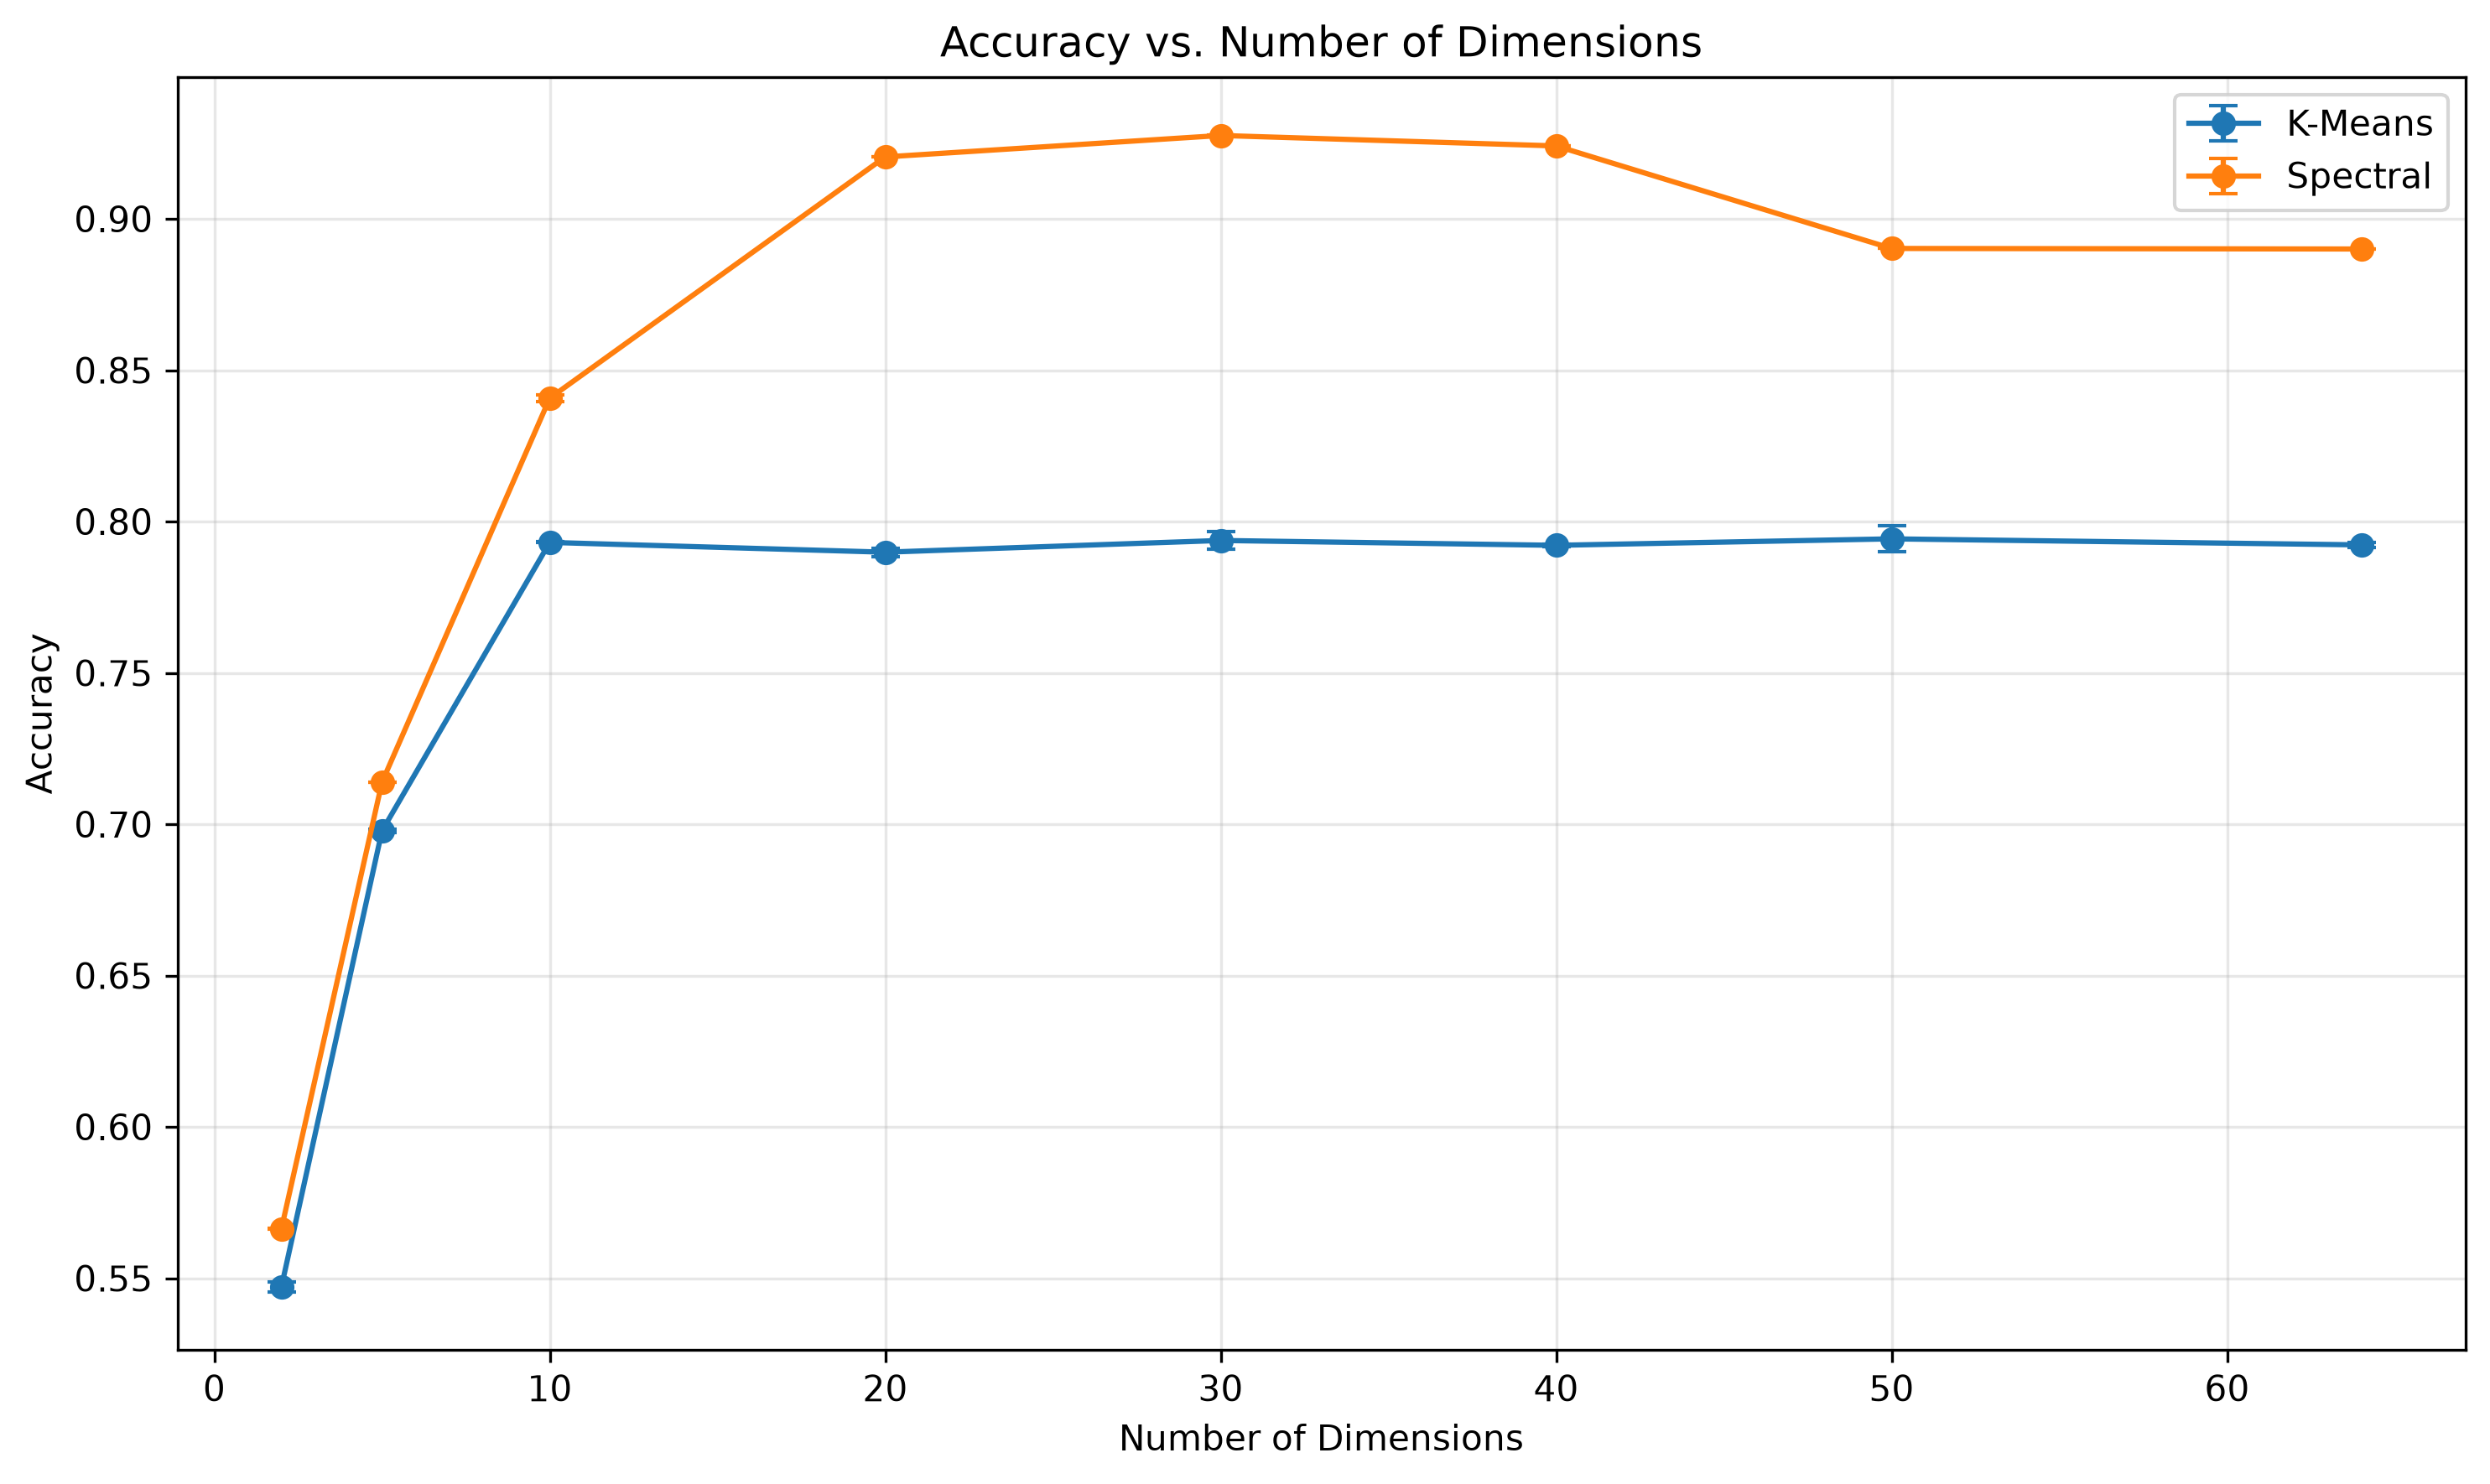 Accuracy vs. Number of Dimensions
K-Means
Spectral
0.90
0.85
0.80
0.75
0.70
0.65
0.60
0.55
Accuracy
0 10 20 30 40 50 60
Number of Dimensions